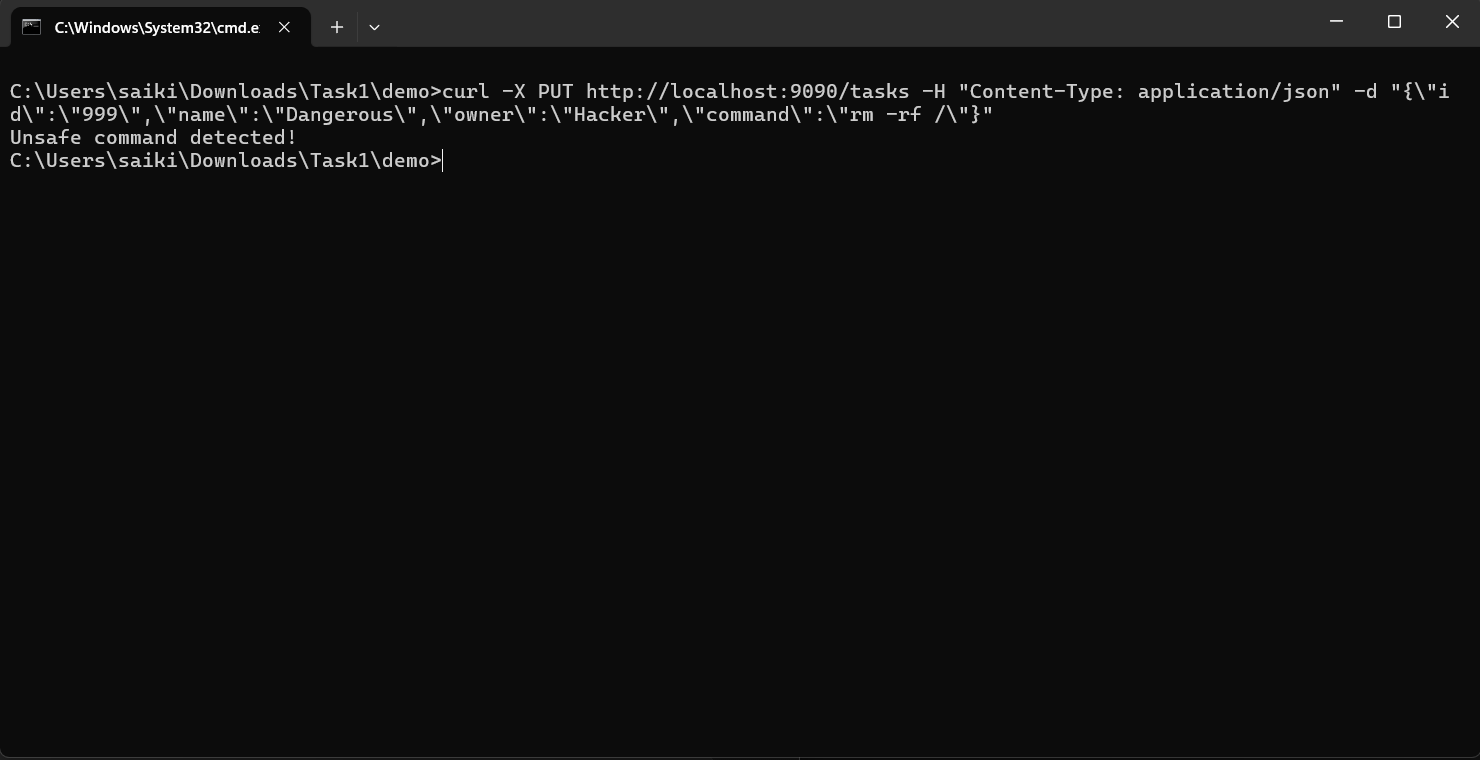 C:\Windows\System32\cmd.e
C:\Users\saiki\Downloads\Task1\demo>curl -X PUT http://localhost:9090/tasks -H "Content-Type: application/json" -d "{\"i
d\":\"999\",\"name\":\"Dangerous\",\"owner\":\"Hacker\",\"command\":\"rm -rf /\"}"
Unsafe command detected!
C:\Users\saiki\Downloads\Task1\demo>